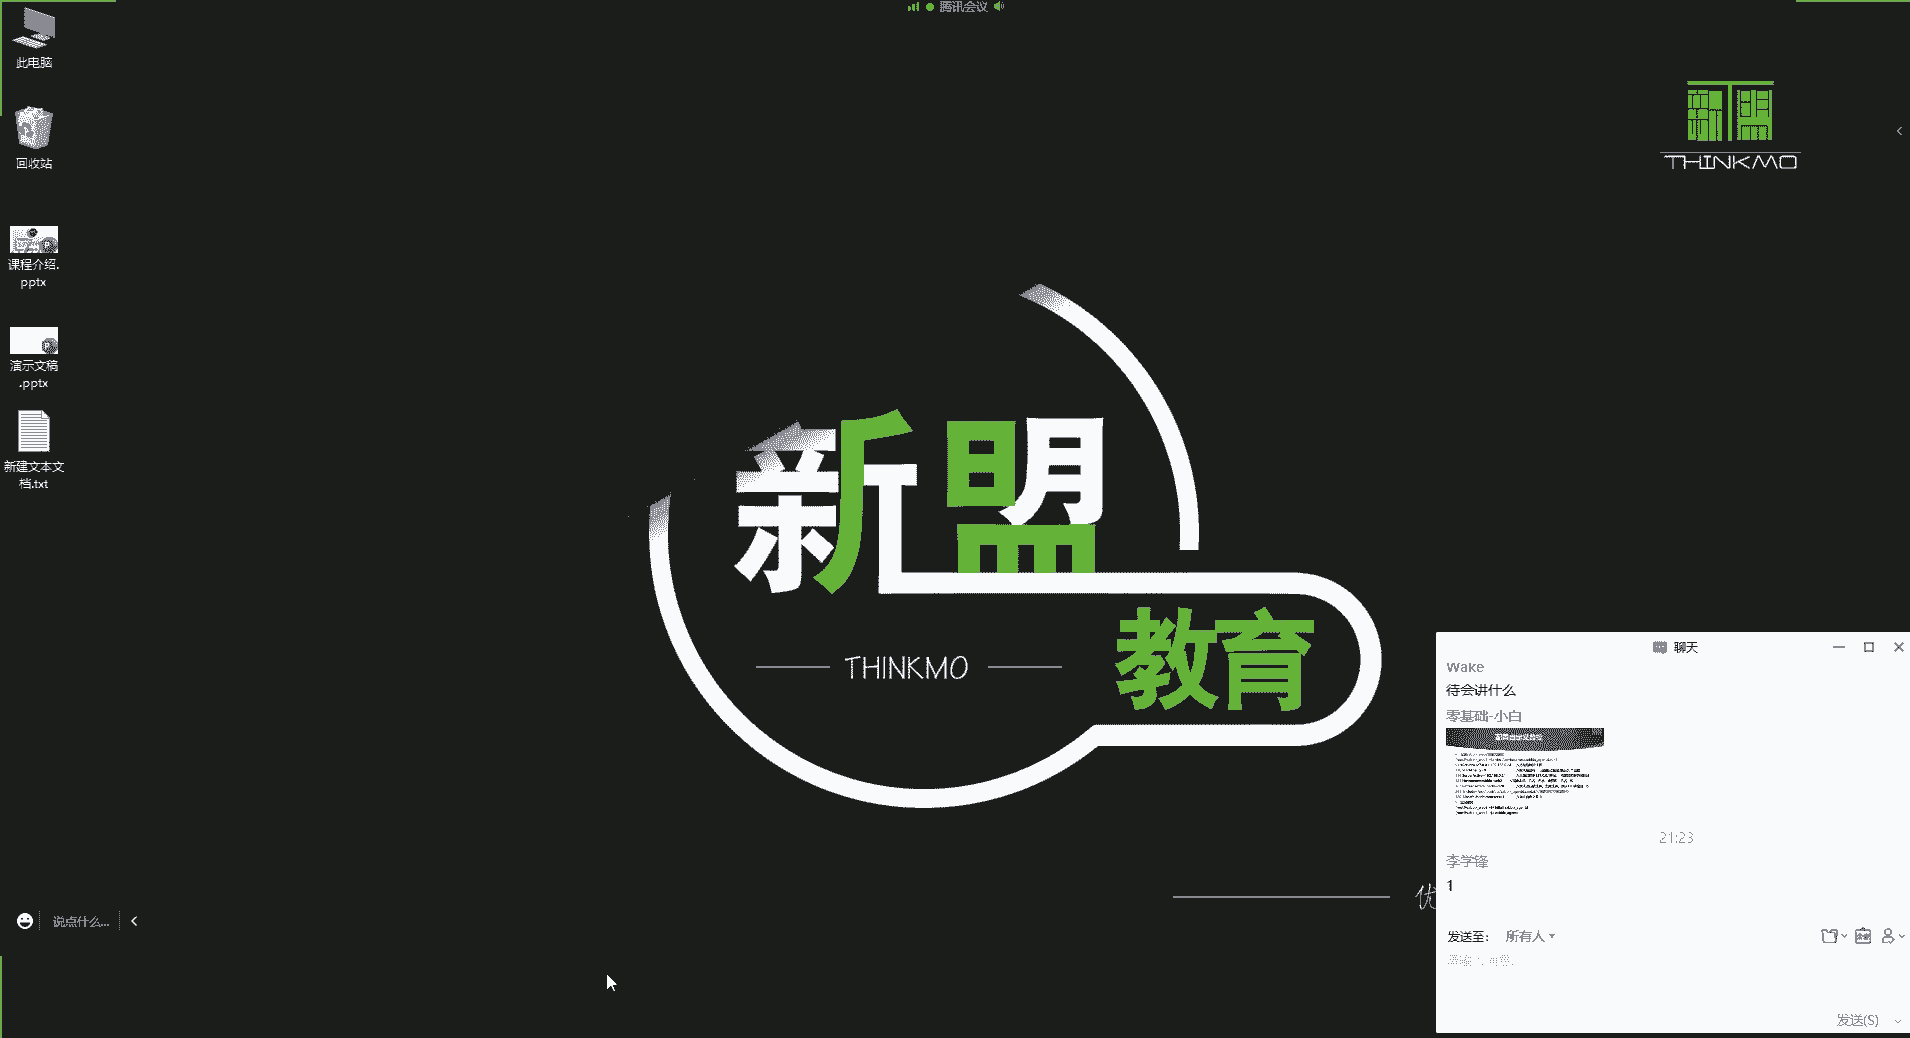 腾讯会议
此电脑
回收站
课程介绍.
pptx
演示文稿
.pptx
新建文本文
档.txt
THINKMO
新盟
教育
THINKMO
优
说点什么...
聊天
Wake
待会讲什么
零基础-小白
21:23
李学锋
1
发送至:
所有人
发送(S)